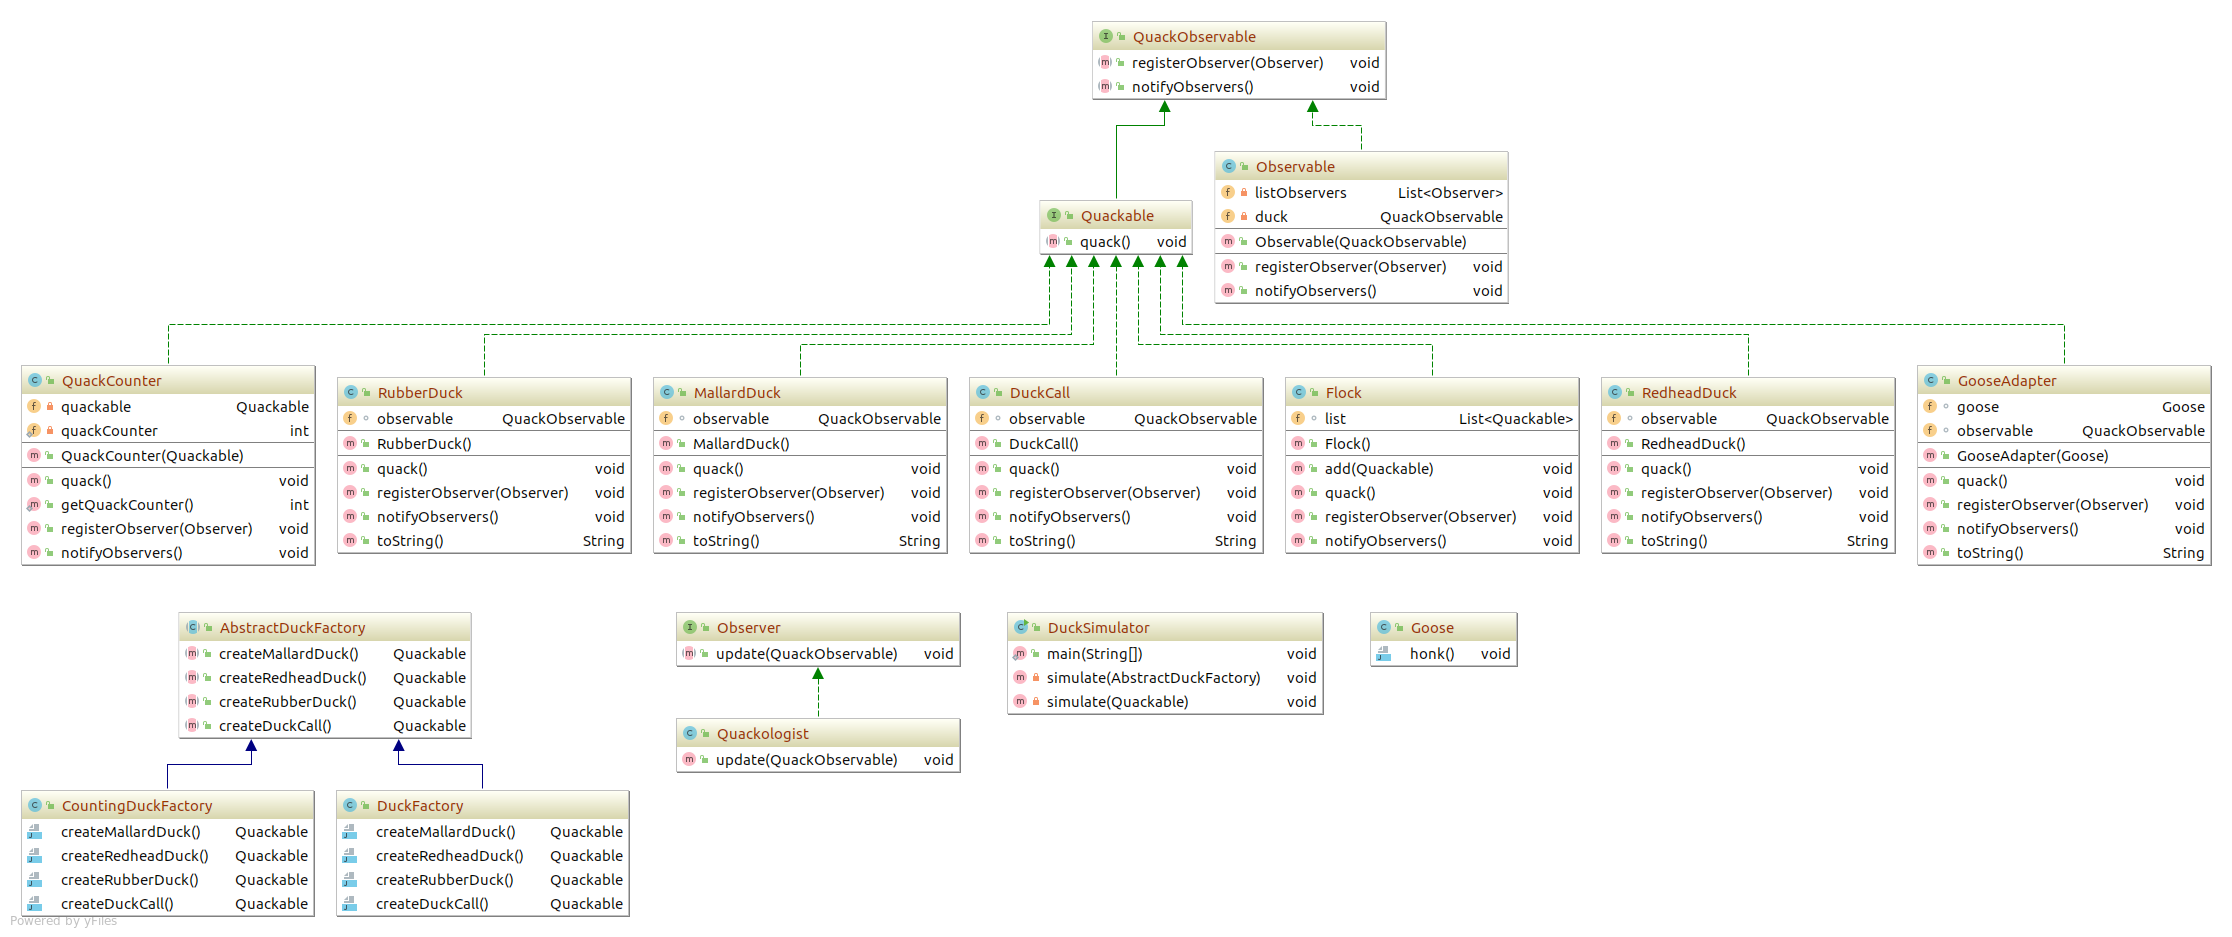 QuackObservable
registerObserver(Observer) void
notifyObservers() void
Observable
listObservers List<Observer>
duck QuackObservable
Observable(QuackObservable)
registerObserver(Observer) void
notifyObservers() void
Quackable
quack() void
QuackCounter
quackable Quackable
quackCounter int
QuackCounter(Quackable)
quack() void
getQuackCounter() int
registerObserver(Observer) void
notifyObservers() void
RubberDuck
observable QuackObservable
RubberDuck()
quack() void
registerObserver(Observer) void
notifyObservers() void
toString() String
MallardDuck
observable QuackObservable
MallardDuck()
quack() void
registerObserver(Observer) void
notifyObservers() void
toString() String
DuckCall
observable QuackObservable
DuckCall()
quack() void
registerObserver(Observer) void
notifyObservers() void
toString() String
Flock
list List<Quackable>
Flock()
add(Quackable) void
quack() void
registerObserver(Observer) void
notifyObservers() void
RedheadDuck
observable QuackObservable
RedheadDuck()
quack() void
registerObserver(Observer) void
notifyObservers() void
toString() String
GooseAdapter
goose Goose
observable QuackObservable
GooseAdapter(Goose)
quack() void
registerObserver(Observer) void
notifyObservers() void
toString() String
AbstractDuckFactory
createMallardDuck() Quackable
createRedheadDuck() Quackable
createRubberDuck() Quackable
createDuckCall() Quackable
Observer
update(QuackObservable) void
Quackologist
update(QuackObservable) void
DuckSimulator
main(String[]) void
simulate(AbstractDuckFactory) void
simulate(Quackable) void
Goose
honk() void
CountingDuckFactory
createMallardDuck() Quackable
createRedheadDuck() Quackable
createRubberDuck() Quackable
createDuckCall() Quackable
DuckFactory
createMallardDuck() Quackable
createRedheadDuck() Quackable
createRubberDuck() Quackable
createDuckCall() Quackable
Powered by yFiles